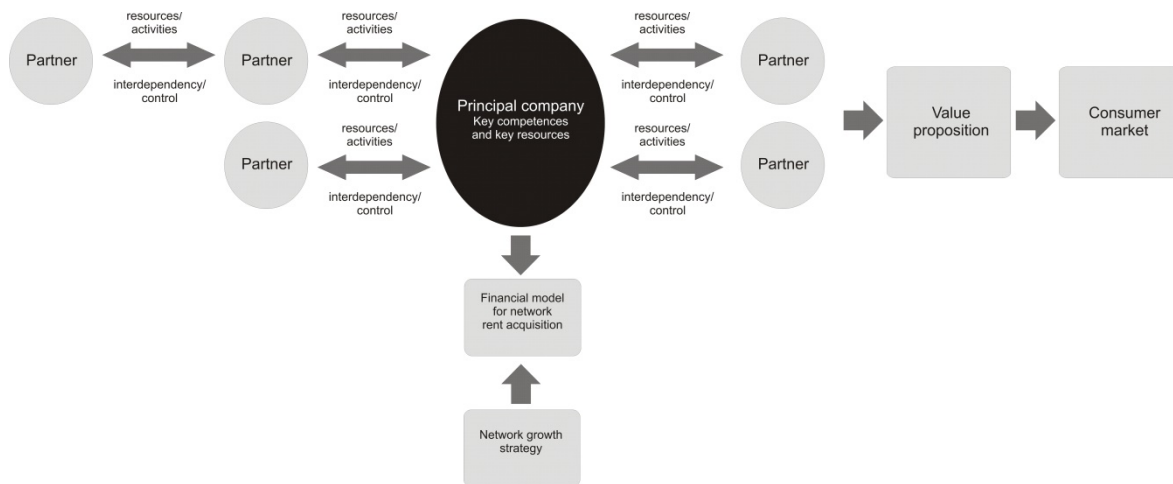 resources/
activities
resources/
activities
resources/
activities
Partner
Partner
Partner
interdependency/
control
interdependency/
control
interdependency/
control
Principal company
Key competences
and key resources
Value
proposition
Consumer
market
resources/
activities
resources/
activities
Partner
Partner
interdependency/
control
interdependency/
control
Financial model
for network
rent acquisition
Network growth
strategy